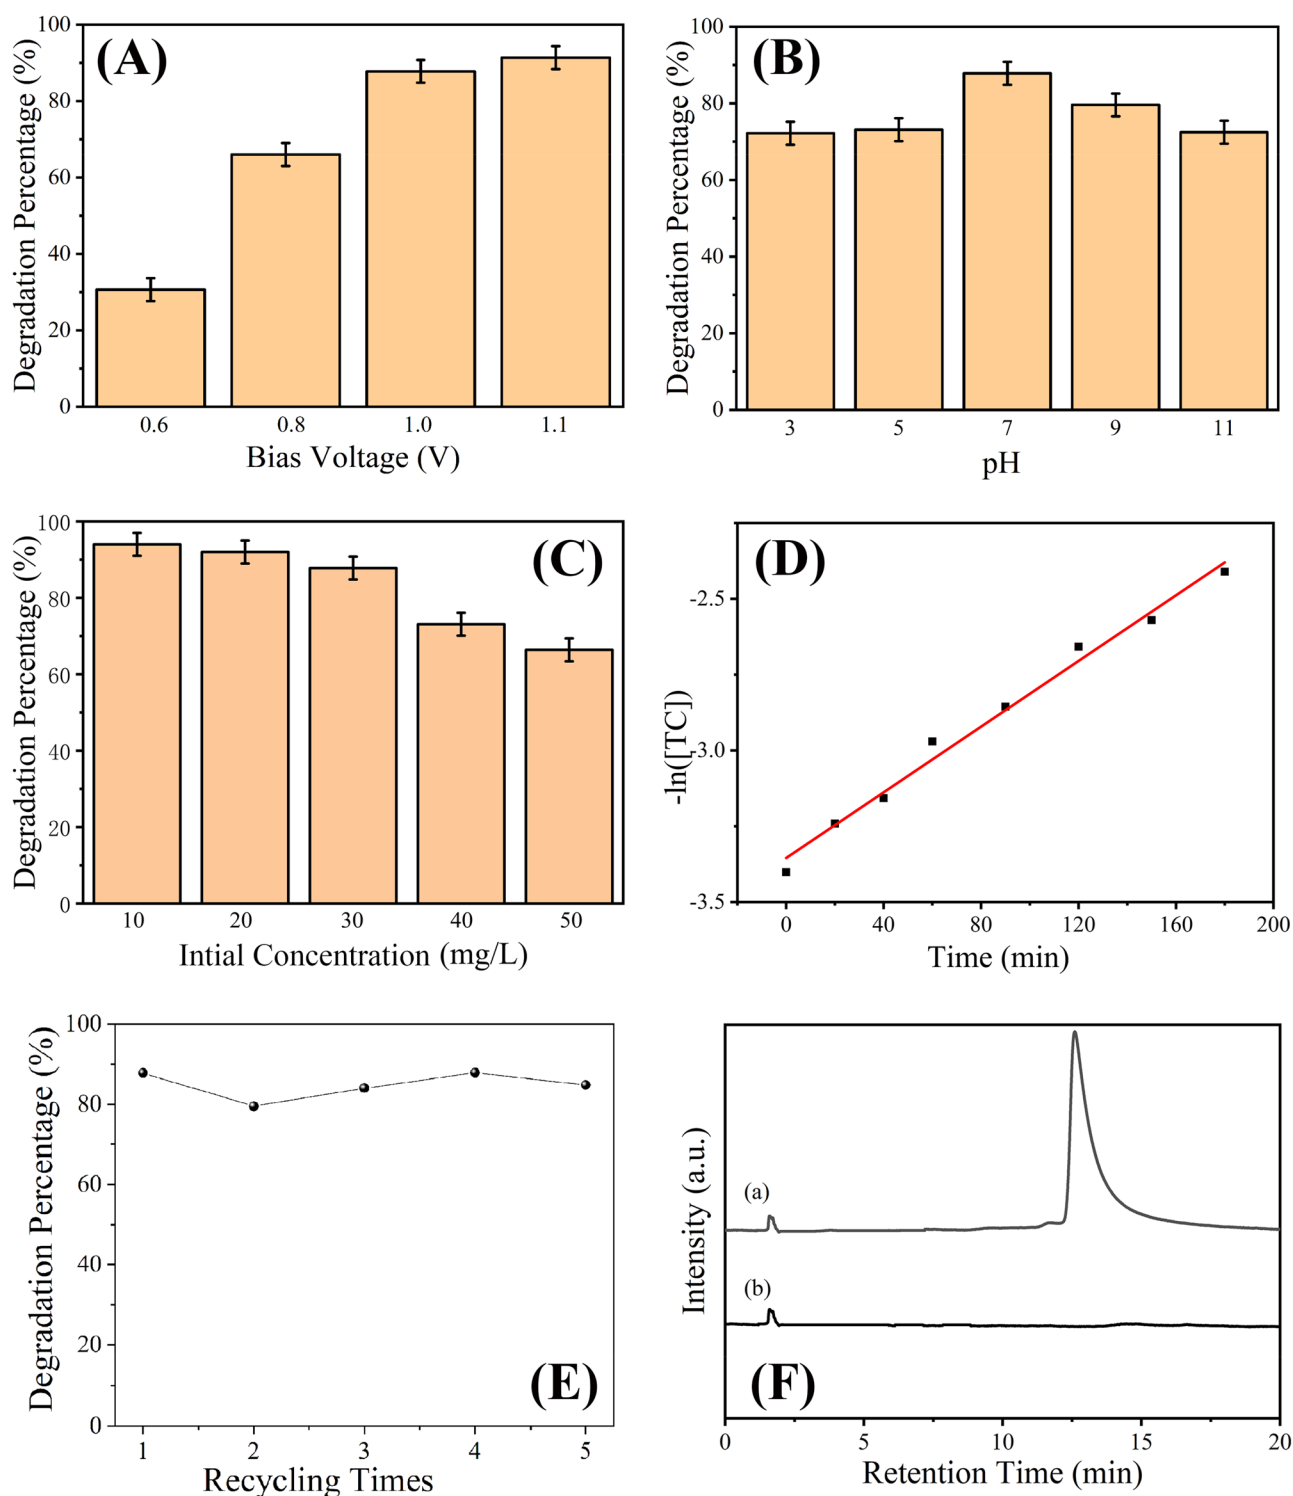 (A)
Degradation Percentage (%)
100
80
60
40
20
0
0.6 0.8 1.0 1.1
Bias Voltage (V)
(B)
Degradation Percentage (%)
100
80
60
40
20
0
3 5 7 9 11
pH
(C)
Degradation Percentage (%)
100
80
60
40
20
0
10 20 30 40 50
Intial Concentration (mg/L)
(D)
-ln([TC])
-2.5
-3.0
-3.5
0 40 80 120 160 200
Time (min)
(E)
Degradation Percentage (%)
100
80
60
40
20
0
1 2 3 4 5
Recycling Times
(F)
Intensity (a.u.)
(a)
(b)
0 5 10 15 20
Retention Time (min)